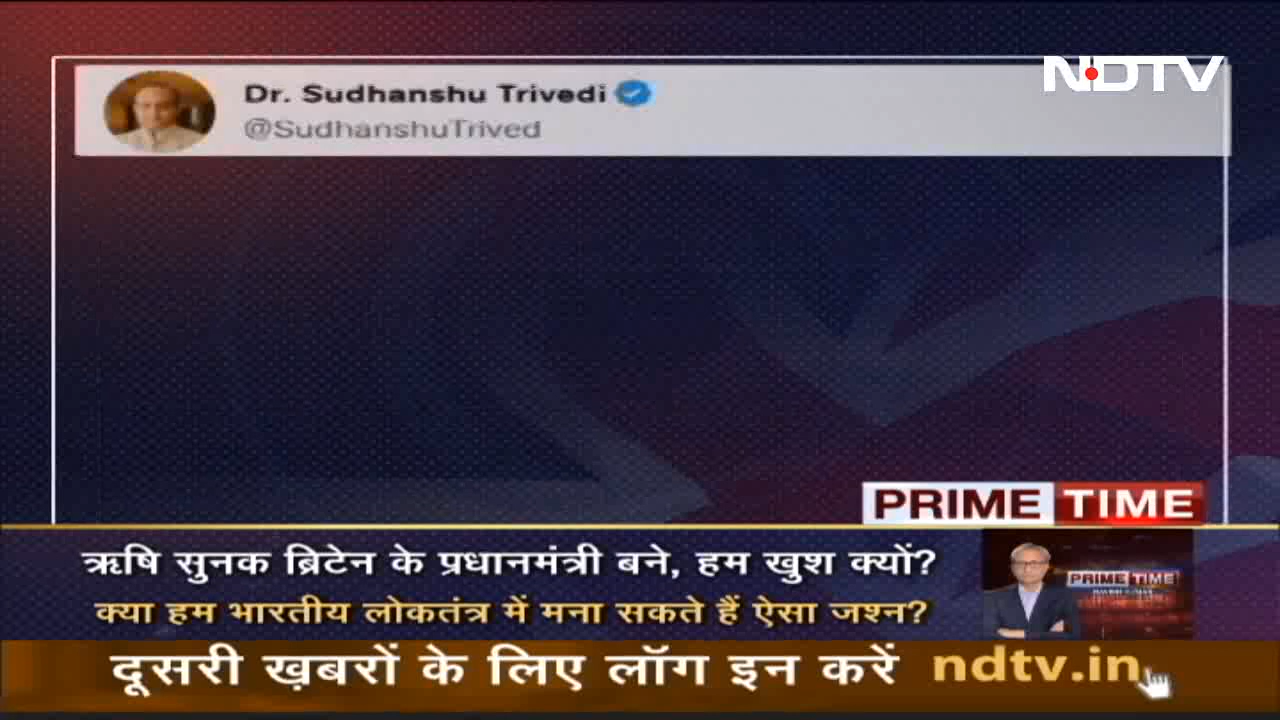 NDTV
Dr. Sudhanshu Trivedi
@SudhanshuTrived
PRIME TIME
ऋषि सुनक ब्रिटेन के प्रधानमंत्री बने, हम खुश क्यों?
क्या हम भारतीय लोकतंत्र में मना सकते हैं ऐसा जश्न?
PRIME TIME
दूसरी ख़बरों के लिए लॉग इन करें ndtv.in